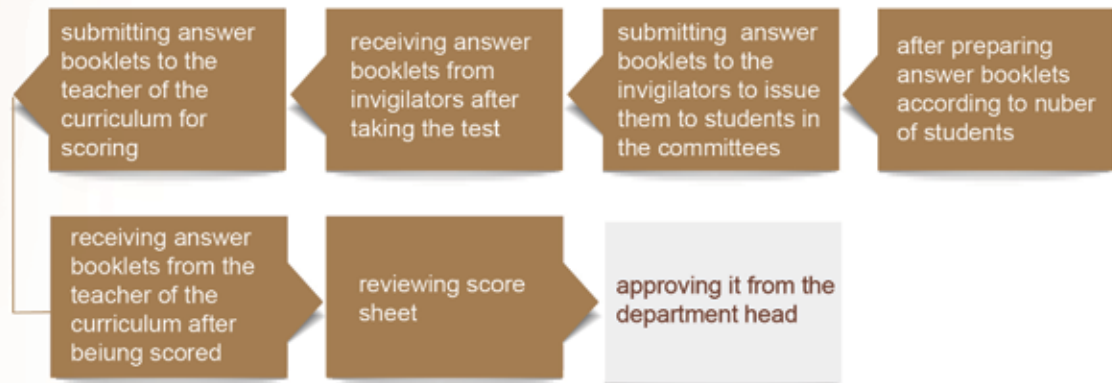 after preparing
answer booklets
according to nuber
of students
submitting answer
booklets to the
invigilators to issue
them to students in
the committees
receiving answer
booklets from
invigilators after
taking the test
submitting answer
booklets to the
teacher of the
curriculum for
scoring
receiving answer
booklets from the
teacher of the
curriculum after
beiung scored
reviewing score
sheet
approving it from the
department head